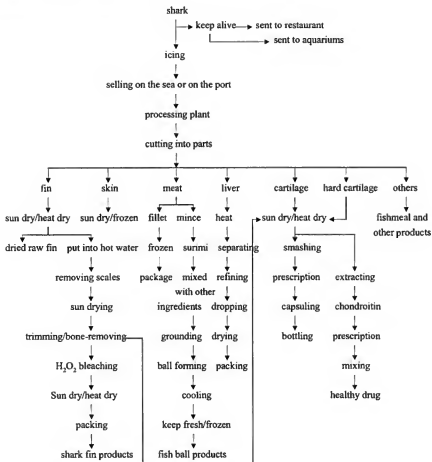 shark
keep alive sent to restaurant
sent to aquariums
icing
selling on the sea or on the port
processing plant
cutting into parts
fin skin meat liver cartilage hard cartilage others
sun dry/heat dry sun dry/frozen fillet mince heat sun dry/heat dry fishmeal and
other products
dried raw fin put into hot water frozen surimi separating smashing
removing scales package mixed refining prescription extracting
with other
sun drying ingredients dropping capsuling chondroitin
trimming/bone-removing grounding drying bottling prescription
H₂O₂ bleaching ball forming packing mixing
Sun dry/heat dry cooling healthy drug
packing keep fresh/frozen
shark fin products fish ball products